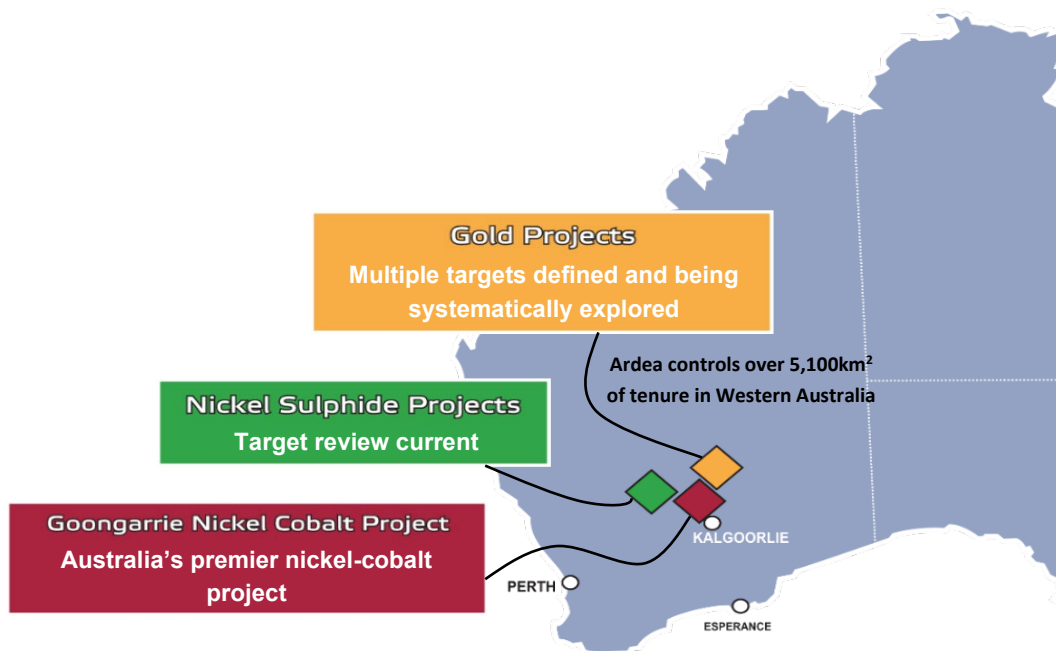 Gold Projects
Multiple targets defined and being
systematically explored
Ardea controls over 5,100km²
of tenure in Western Australia
Nickel Sulphide Projects
Target review current
Goongarrie Nickel Cobalt Project
Australia’s premier nickel-cobalt
project
KALGOORLIE
PERTH
ESPERANCE